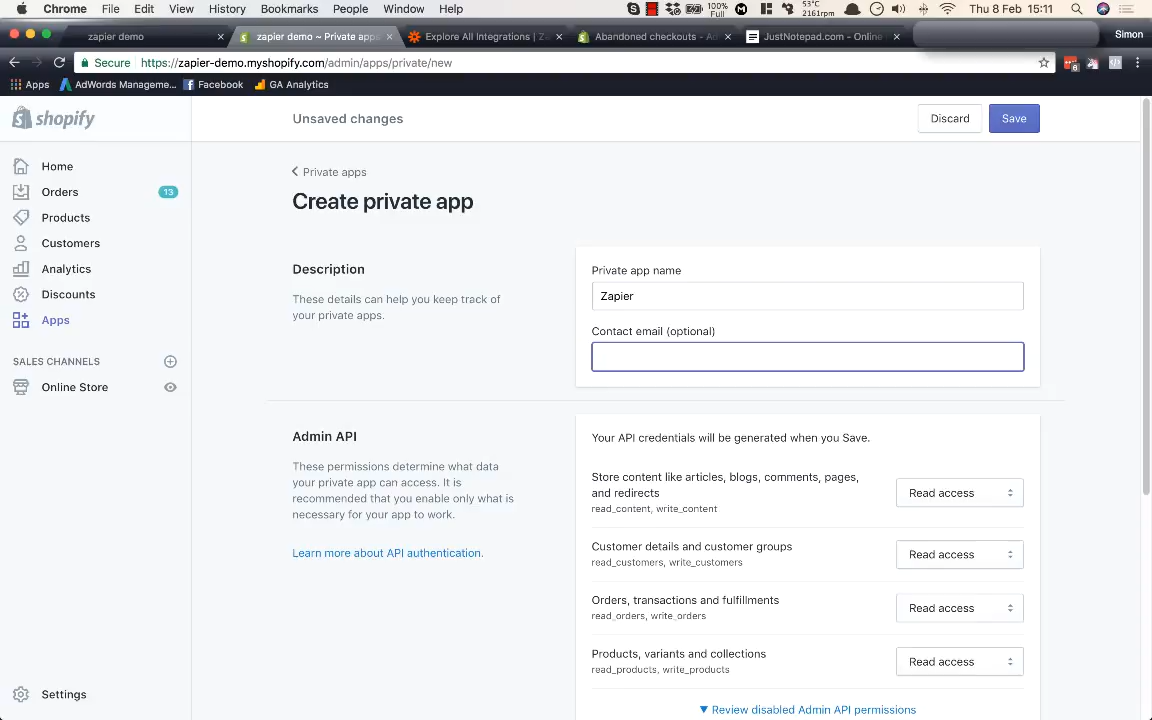 Chrome File Edit View History Bookmarks People Window Help 100% Full 53°C 2161rpm Thu 8 Feb 15:11
zapier demo × zapier demo ~ Private apps × Explore All Integrations | Z × Abandoned checkouts - Ad × JustNotepad.com - Online × Simon
Secure https://zapier-demo.myshopify.com/admin/apps/private/new
Apps AdWords Manageme... Facebook GA Analytics
shopify
Unsaved changes
Discard
Save
Home
Orders 13
Products
Customers
Analytics
Discounts
Apps
SALES CHANNELS
Online Store
Settings
Private apps
Create private app
Description
These details can help you keep track of
your private apps.
Private app name
Zapier
Contact email (optional)
Admin API
These permissions determine what data
your private app can access. It is
recommended that you enable only what is
necessary for your app to work.
Learn more about API authentication.
Your API credentials will be generated when you Save.
Store content like articles, blogs, comments, pages,
and redirects
read_content, write_content
Read access
Customer details and customer groups
read_customers, write_customers
Read access
Orders, transactions and fulfillments
read_orders, write_orders
Read access
Products, variants and collections
read_products, write_products
Read access
▼ Review disabled Admin API permissions